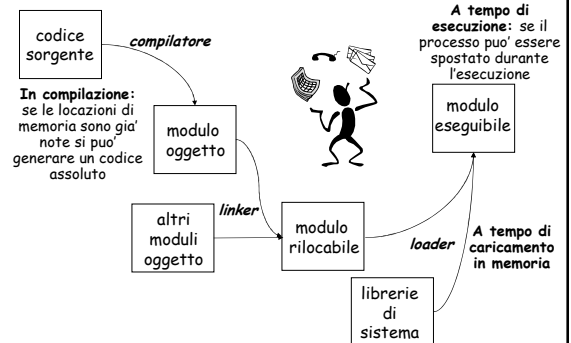 codice
sorgente
compilatore
A tempo di
esecuzione: se il
processo puo' essere
spostato durante
l'esecuzione
In compilazione:
se le locazioni di
memoria sono gia'
note si puo'
generare un codice
assoluto
modulo
oggetto
modulo
eseguibile
altri
moduli
oggetto
linker
modulo
rilocabile
loader
A tempo di
caricamento
in memoria
librerie
di
sistema